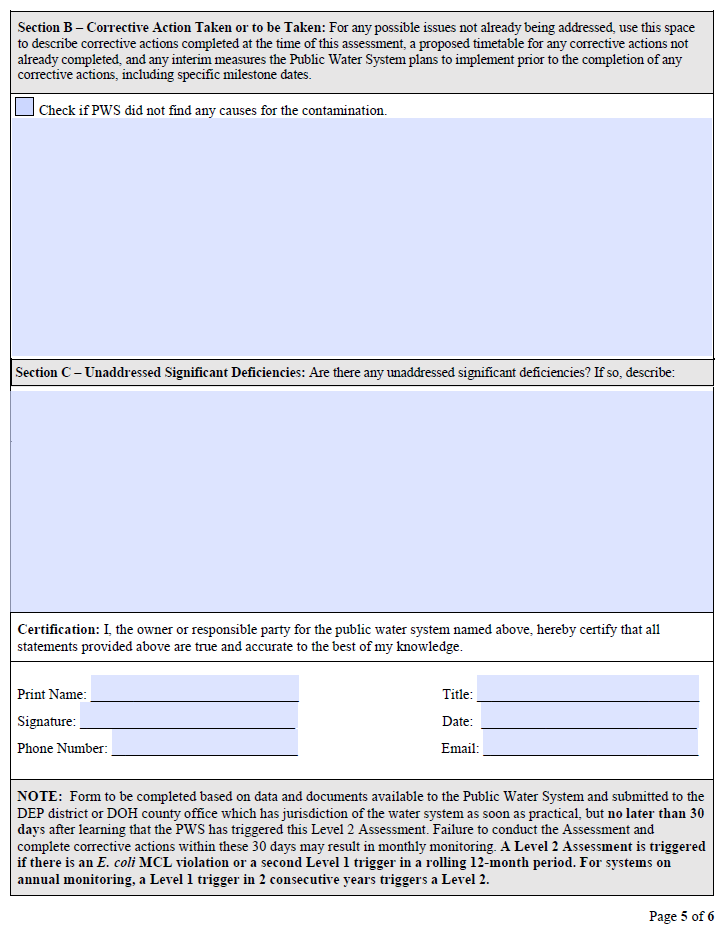 Section B – Corrective Action Taken or to be Taken: For any possible issues not already being addressed, use this space
to describe corrective actions completed at the time of this assessment, a proposed timetable for any corrective actions not
already completed, and any interim measures the Public Water System plans to implement prior to the completion of any
corrective actions, including specific milestone dates.
Check if PWS did not find any causes for the contamination.
Section C – Unaddressed Significant Deficiencies: Are there any unaddressed significant deficiencies? If so, describe:
Certification: I, the owner or responsible party for the public water system named above, hereby certify that all
statements provided above are true and accurate to the best of my knowledge.
Print Name: Title:
Signature: Date:
Phone Number: Email:
NOTE: Form to be completed based on data and documents available to the Public Water System and submitted to the
DEP district or DOH county office which has jurisdiction of the water system as soon as practical, but no later than 30
days after learning that the PWS has triggered this Level 2 Assessment. Failure to conduct the Assessment and
complete corrective actions within these 30 days may result in monthly monitoring. A Level 2 Assessment is triggered
if there is an E. coli MCL violation or a second Level 1 trigger in a rolling 12-month period. For systems on
annual monitoring, a Level 1 trigger in 2 consecutive years triggers a Level 2.
Page 5 of 6